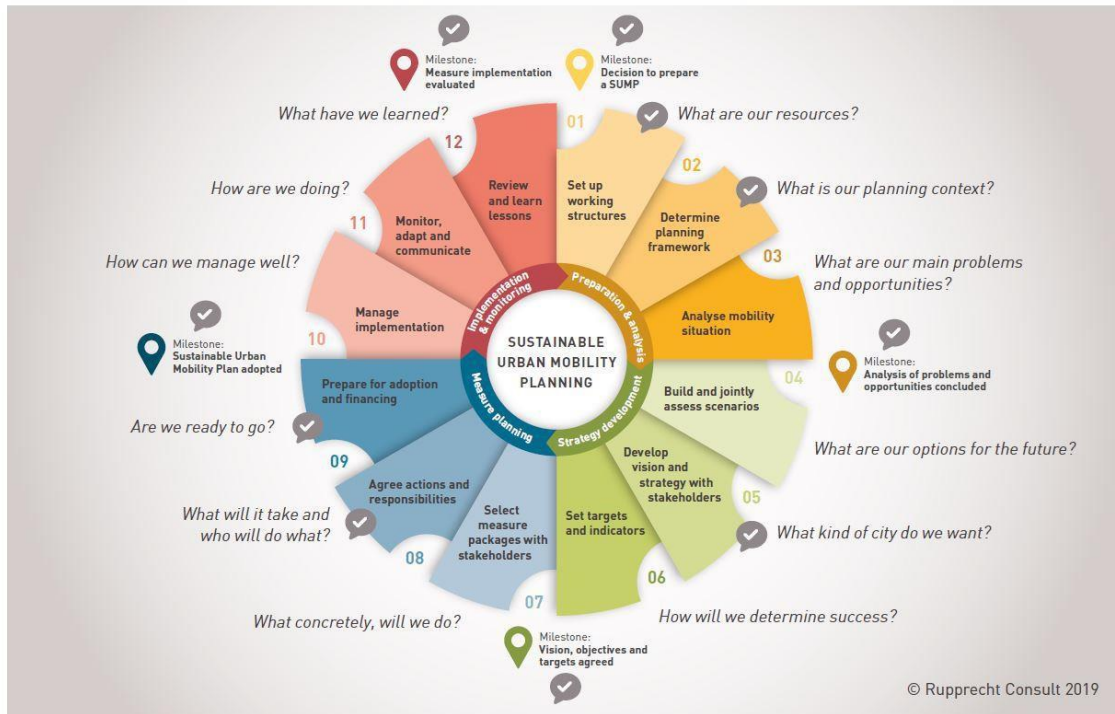 Milestone:
Measure implementation
evaluated
Milestone:
Decision to prepare
a SUMP
What have we learned?
What are our resources?
How are we doing?
What is our planning context?
How can we manage well?
What are our main problems
and opportunities?
Milestone:
Sustainable Urban
Mobility Plan adopted
Milestone:
Analysis of problems and
opportunities concluded
Are we ready to go?
What are our options for the future?
What will it take and
who will do what?
What kind of city do we want?
What concretely, will we do?
How will we determine success?
Milestone:
Vision, objectives and
targets agreed
01
Set up
working
structures
02
Determine
planning
framework
03
Analyse mobility
situation
04
Build and jointly
assess scenarios
05
Develop
vision and
strategy with
stakeholders
06
Set targets
and indicators
07
Select
measure
packages with
stakeholders
08
Agree actions and
responsibilities
09
Prepare for adoption
and financing
10
Manage
implementation
11
Monitor,
adapt and
communicate
12
Review
and learn
lessons
Preparation & analysis
Strategy development
Measure planning
Implementation
& monitoring
SUSTAINABLE
URBAN MOBILITY
PLANNING
© Rupprecht Consult 2019